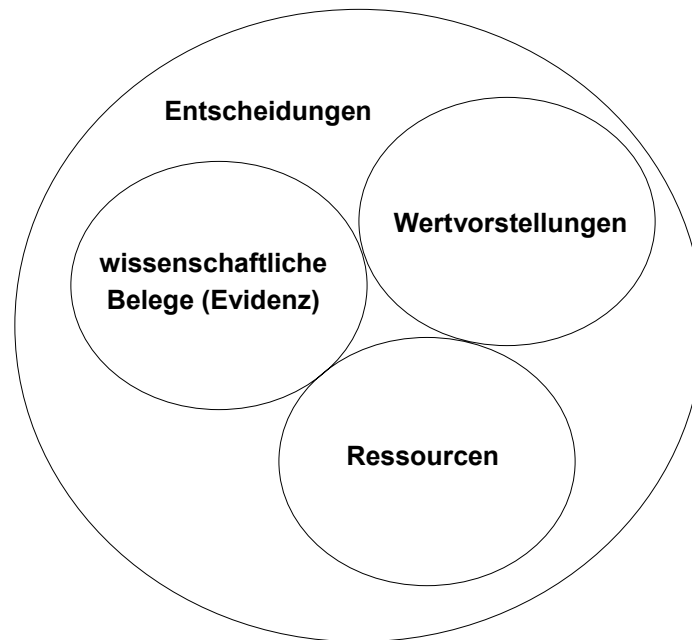 Entscheidungen
Wertvorstellungen
wissenschaftliche
Belege (Evidenz)
Ressourcen